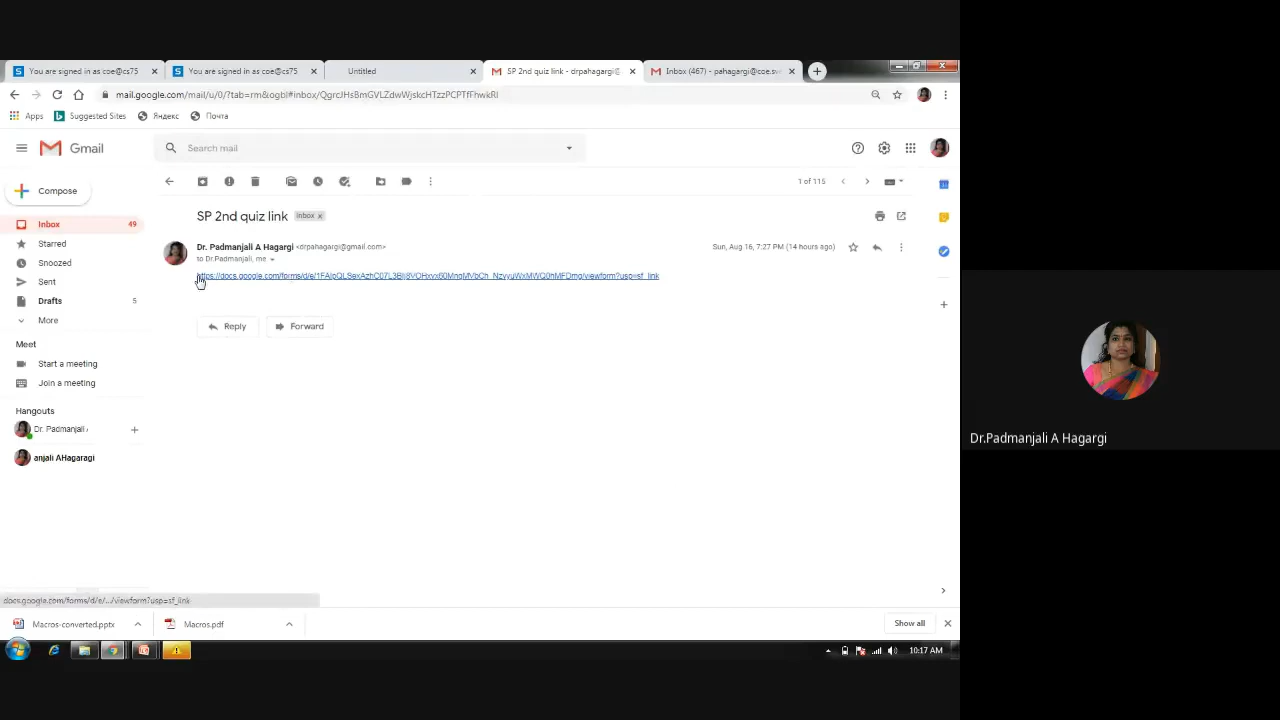 You are signed in as coe@cs75
You are signed in as coe@cs75
Untitled
SP 2nd quiz link - drpahagargi@
Inbox (467) - pahagargi@coe.sv
mail.google.com/mail/u/0/?tab=rm&ogbl#inbox/
Apps
Suggested Sites
Яндекс
Почта
Gmail
Search mail
Compose
1 of 115
Inbox 49
SP 2nd quiz link
Inbox x
Starred
Dr. Padmanjali A Hagargi <drpahagargi@gmail.com>
Sun, Aug 16, 7:27 PM (14 hours ago)
to Dr.Padmanjali, me
Snoozed
Sent
Drafts 5
More
Reply
Forward
Meet
Start a meeting
Join a meeting
Hangouts
Dr. Padmanjali
anjali AHagaragi
Dr.Padmanjali A Hagargi
docs.google.com/forms/d/e/.../viewform?usp=sf_link
Macros-converted.pptx
Macros.pdf
Show all
10:17 AM